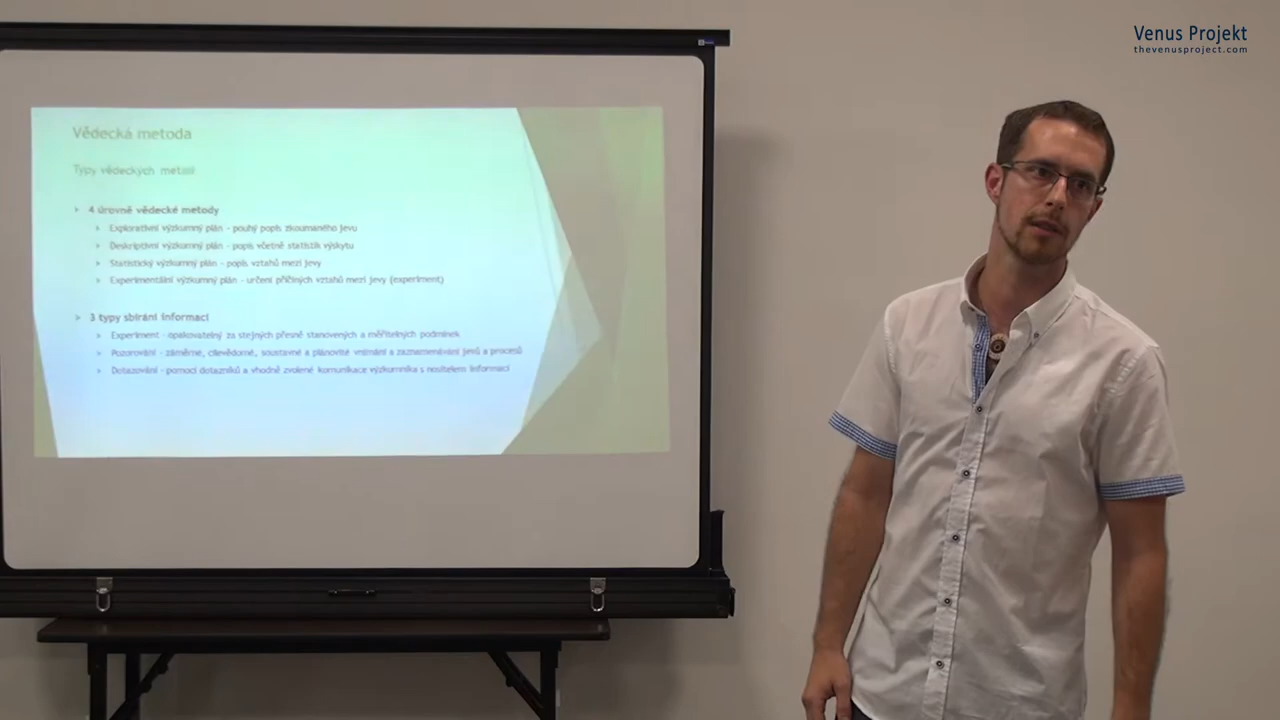 Venus Projekt
thevenusproject.com
Vědecká metoda
Typy vědeckých metod
4 úrovně vědecké metody
Explorativní výzkumný plán - pouhý popis zkoumaného jevu
Deskriptivní výzkumný plán - popis včetně statistik výskytu
Statistický výzkumný plán - popis vztahů mezi jevy
Experimentální výzkumný plán - určení příčiných vztahů mezi jevy (experiment)
3 typy sbírání informací
Experiment - opakovatelný za stejných přesně stanovených a měřitelných podmínek
Pozorování - záměrné, cílevědomé, soustavné a plánovité vnímání a zaznamenávání jevů a procesů
Dotazování - pomocí dotazníků a vhodně zvolené komunikace výzkumníka s nositelem informací